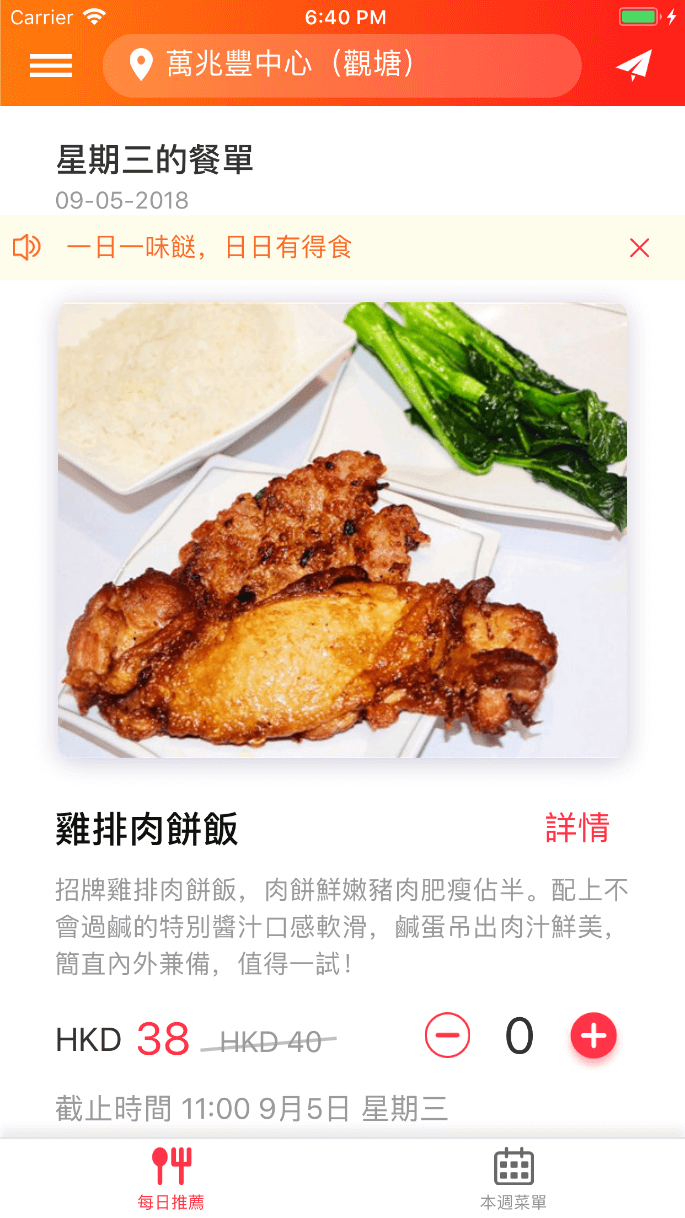 Carrier 6:40 PM
萬兆豐中心（觀塘）
星期三的餐單
09-05-2018
一日一味餸，日日有得食
雞排肉餅飯 詳情
招牌雞排肉餅飯，肉餅鮮嫩豬肉肥瘦佔半。配上不
會過鹹的特別醬汁口感軟滑，鹹蛋吊出肉汁鮮美，
簡直內外兼備，值得一試！
HKD 38 HKD 40 0
截止時間 11:00 9月5日 星期三
每日推薦 本週菜單